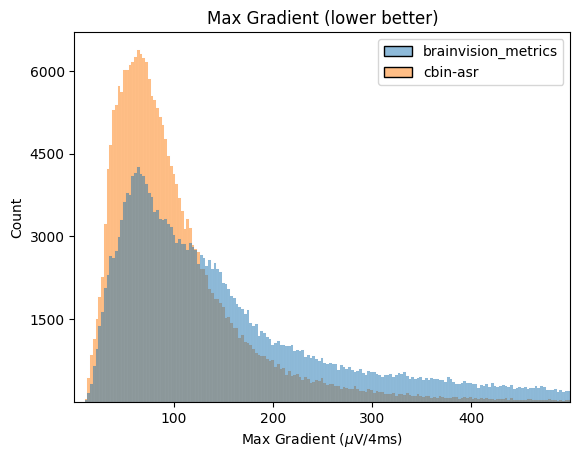 Max Gradient (lower better)
brainvision_metrics
cbin-asr
6000
4500
3000
1500
Count
100 200 300 400
Max Gradient (μV/4ms)